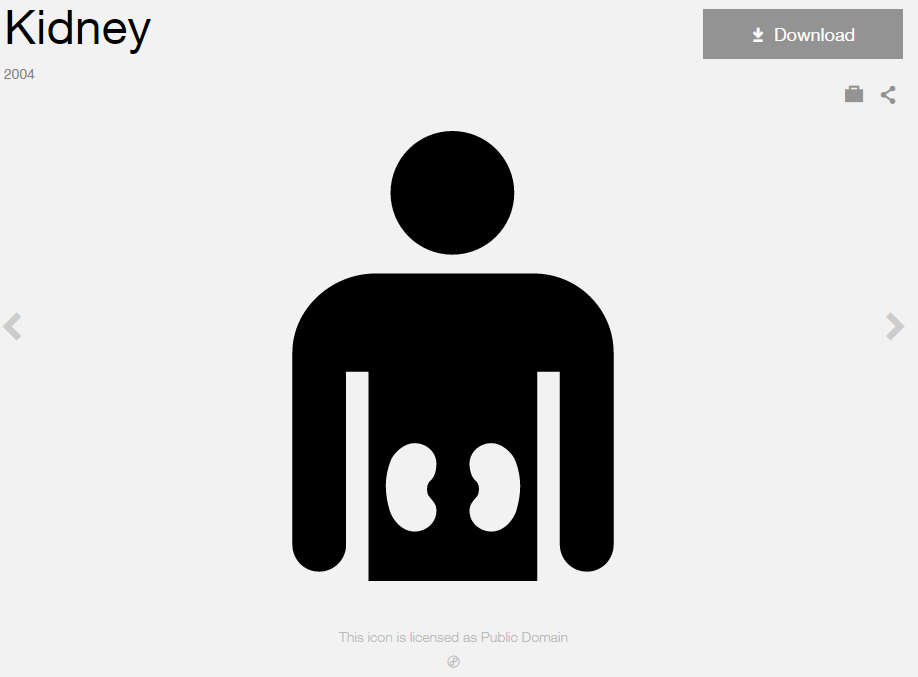 Kidney
Download
2004
This icon is licensed as Public Domain